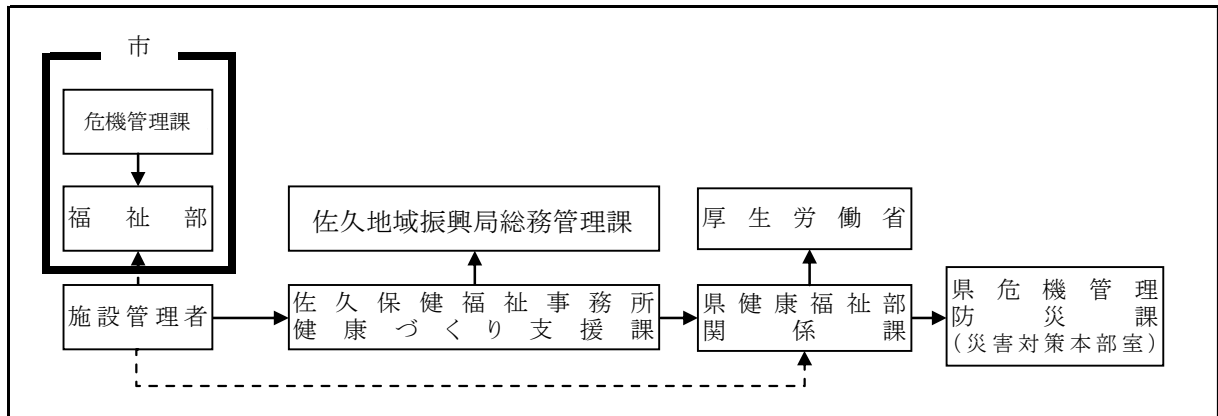 市
危機管理課
福祉部
佐久地域振興局総務管理課
厚生労働省
施設管理者
佐久保健福祉事務所
健康づくり支援課
県健康福祉部
関係課
県危機管理
防災課
(災害対策本部室)